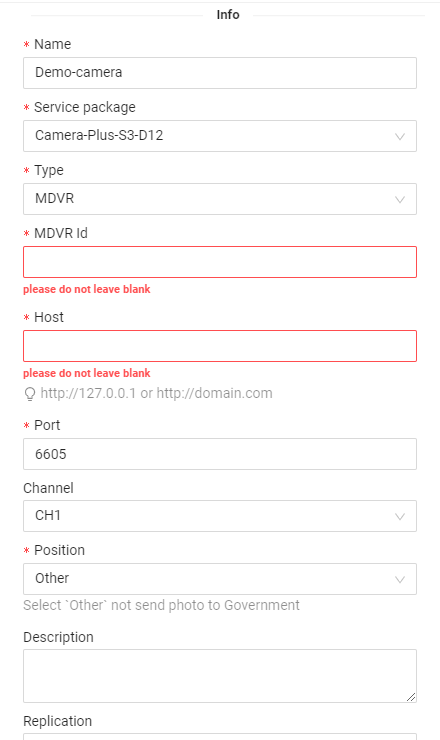 Info
* Name
Demo-camera
* Service package
Camera-Plus-S3-D12
* Type
MDVR
* MDVR Id
please do not leave blank
* Host
please do not leave blank
http://127.0.0.1 or http://domain.com
* Port
6605
Channel
CH1
* Position
Other
Select `Other` not send photo to Government
Description
Replication